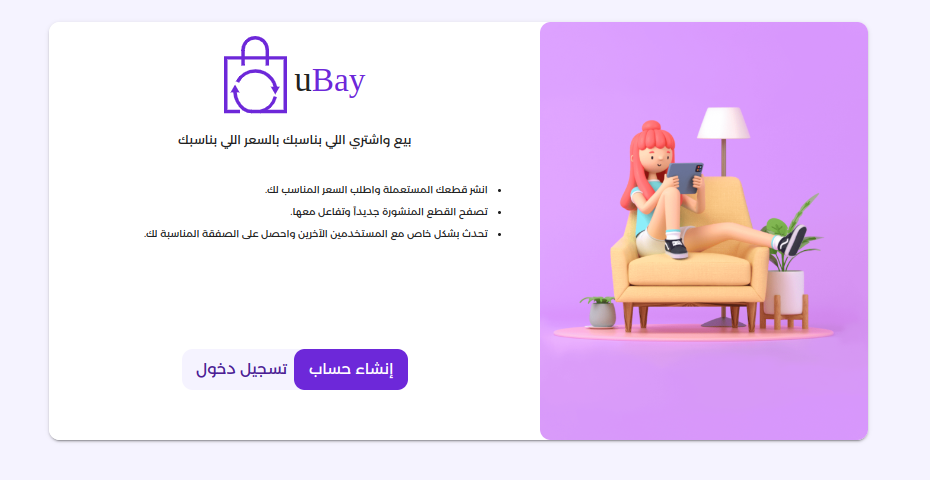 uBay
بيع واشتري اللي بناسبك بالسعر اللي بناسبك
انشر قطعك المستعملة واطلب السعر المناسب لك.
تصفح القطع المنشورة جديداً وتفاعل معها.
تحدث بشكل خاص مع المستخدمين الآخرين واحصل على الصفقة المناسبة لك.
إنشاء حساب
تسجيل دخول